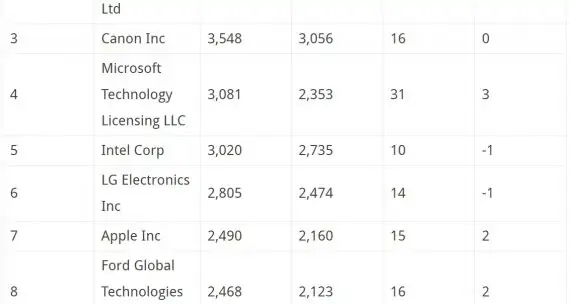 Ltd
3 Canon Inc 3,548 3,056 16 0
Microsoft
4 Technology 3,081 2,353 31 3
Licensing LLC
5 Intel Corp 3,020 2,735 10 -1
LG Electronics
6 2,805 2,474 14 -1
Inc
7 Apple Inc 2,490 2,160 15 2
Ford Global
8 Technologies 2,468 2,123 16 2